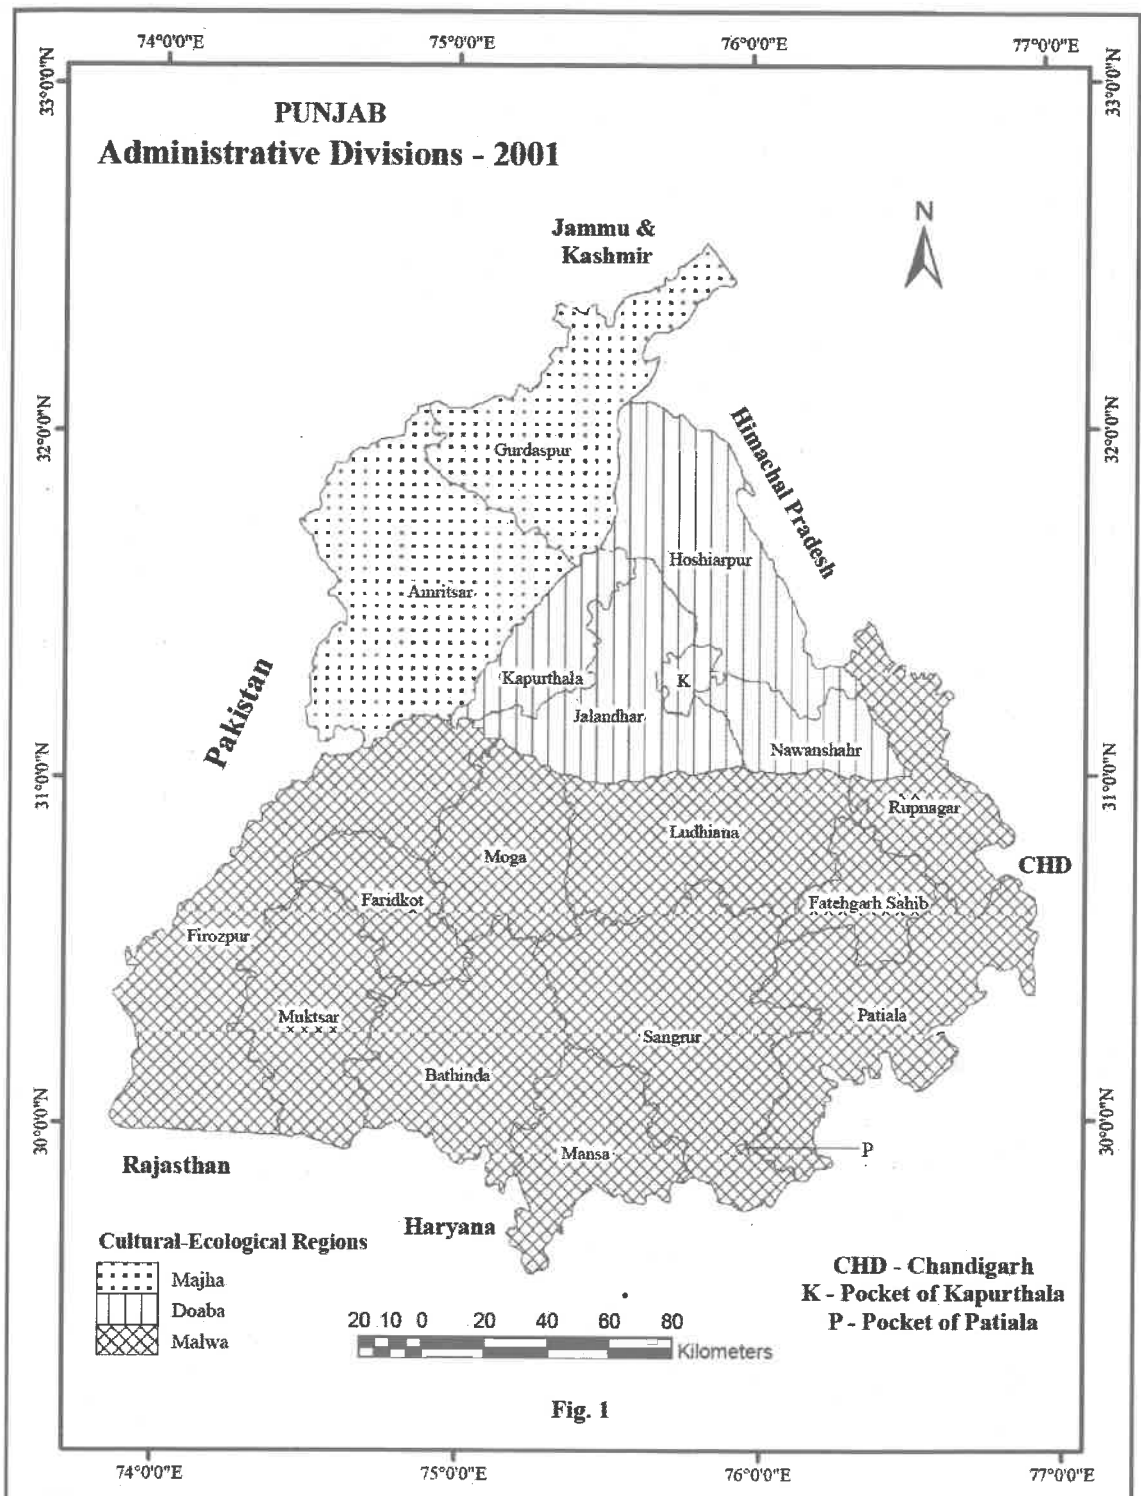 74°0'0"E 75°0'0"E 76°0'0"E 77°0'0"E
33°0'0"N
33°0'0"N
PUNJAB
Administrative Divisions - 2001
N
Jammu &
Kashmir
32°0'0"N
32°0'0"N
Himachal Pradesh
Gurdaspur
Hoshiarpur
Amritsar
Pakistan
Kapurthala
K
Jalandhar
Nawanshahr
31°0'0"N
31°0'0"N
Rupnagar
Ludhiana
Moga
CHD
Faridkot
Fatehgarh Sahib
Firozpur
Muktsar
Patiala
Sangrur
Bathinda
30°0'0"N
30°0'0"N
Mansa
P
Rajasthan
Haryana
Cultural-Ecological Regions
Majha
Doaba
Malwa
CHD - Chandigarh
K - Pocket of Kapurthala
P - Pocket of Patiala
20 10 0 20 40 60 80
Kilometers
Fig. 1
74°0'0"E 75°0'0"E 76°0'0"E 77°0'0"E